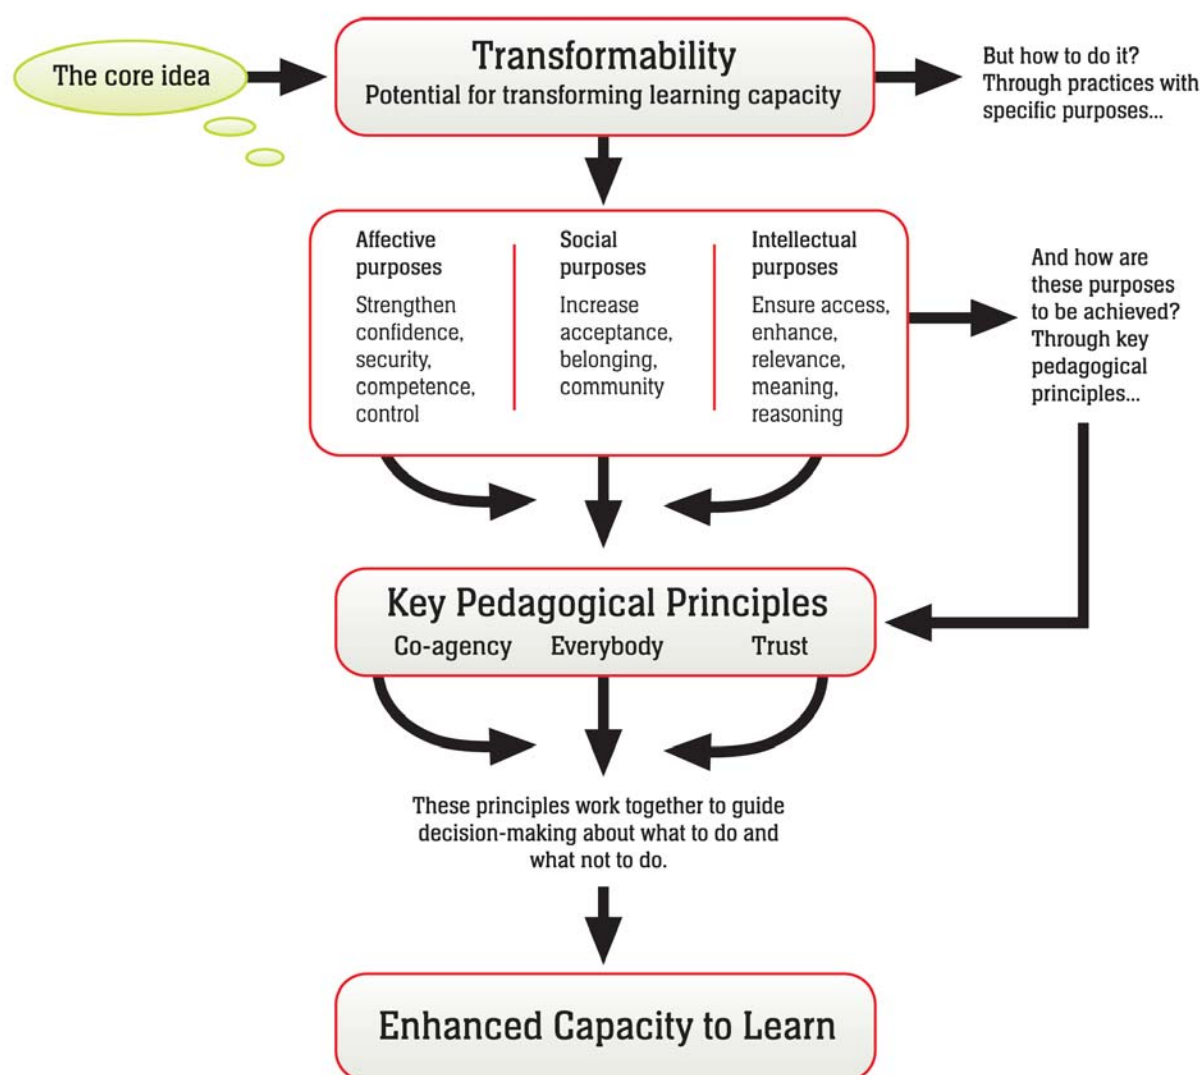 The core idea
Transformability
Potential for transforming learning capacity
But how to do it?
Through practices with
specific purposes...
Affective
purposes
Strengthen
confidence,
security,
competence,
control
Social
purposes
Increase
acceptance,
belonging,
community
Intellectual
purposes
Ensure access,
enhance,
relevance,
meaning,
reasoning
And how are
these purposes
to be achieved?
Through key
pedagogical
principles...
Key Pedagogical Principles
Co-agency Everybody Trust
These principles work together to guide
decision-making about what to do and
what not to do.
Enhanced Capacity to Learn